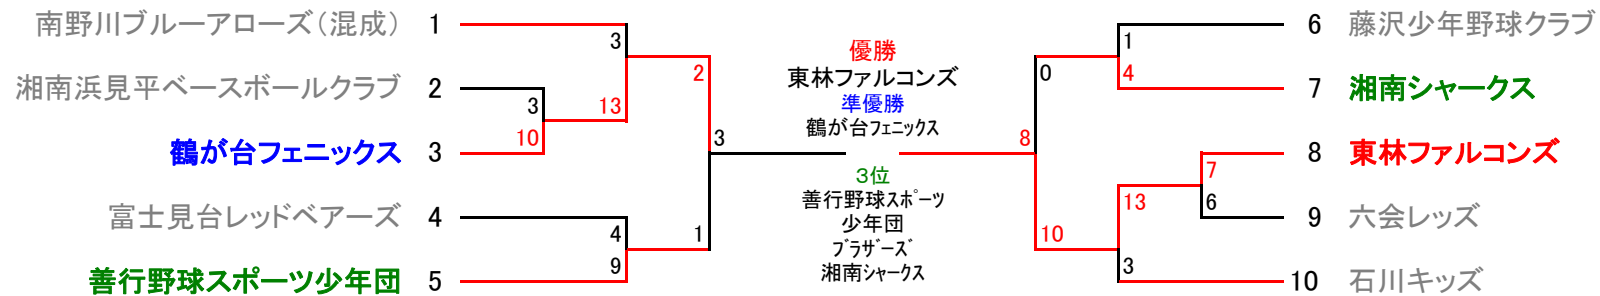 南野川ブルーアローズ（混成） 1
3
湘南浜見平ベースボールクラブ 2
3
13
10
鶴が台フェニックス 3
2
富士見台レッドベアーズ 4
4
9
善行野球スポーツ少年団 5
1
3
優勝
東林ファルコンズ
準優勝
鶴が台フェニックス
３位
善行野球スポーツ
少年団
ブラザーズ
湘南シャークス
8
0
10
6 藤沢少年野球クラブ
1
4
7 湘南シャークス
8 東林ファルコンズ
7
6
13
9 六会レッズ
3
10 石川キッズ